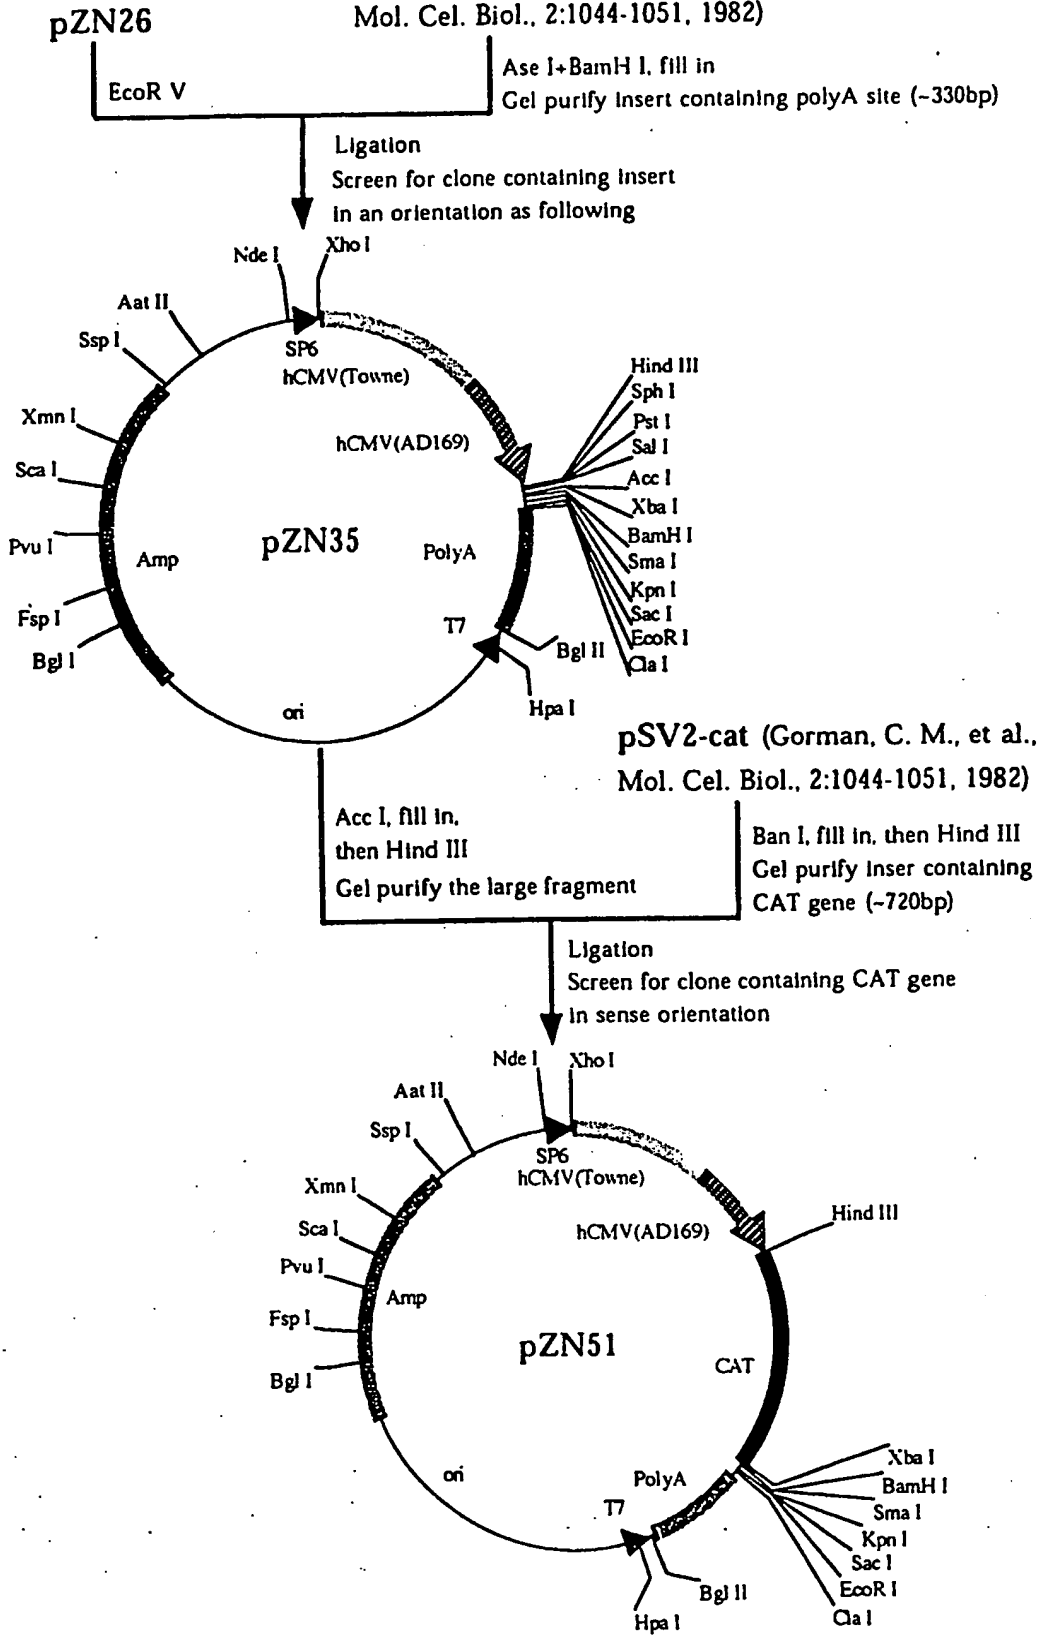 pZN26
Mol. Cel. Biol., 2:1044-1051, 1982)
EcoR V
Ase I+BamH I, fill in
Gel purify insert containing polyA site (~330bp)
Ligation
Screen for clone containing insert
in an orientation as following
Nde I
Xho I
Aat II
Ssp I
SP6
hCMV(Towne)
Hind III
Sph I
Xmn I
Pst I
hCMV(AD169)
Sal I
Sca I
Acc I
Xba I
Pvu I
pZN35
PolyA
BamH I
Amp
Sma I
Kpn I
Fsp I
Sac I
T7
EcoR I
Bgl I
Bgl II
Cla I
Hpa I
ori
pSV2-cat (Gorman, C. M., et al.,
Mol. Cel. Biol., 2:1044-1051, 1982)
Acc I, fill in,
then Hind III
Gel purify the large fragment
Ban I, fill in, then Hind III
Gel purify inser containing
CAT gene (~720bp)
Ligation
Screen for clone containing CAT gene
in sense orientation
Nde I
Xho I
Aat II
Ssp I
SP6
hCMV(Towne)
Xmn I
Hind III
Sca I
hCMV(AD169)
Pvu I
Amp
Fsp I
pZN51
CAT
Bgl I
Xba I
ori
PolyA
BamH I
T7
Sma I
Kpn I
Sac I
Bgl II
EcoR I
Hpa I
Cla I